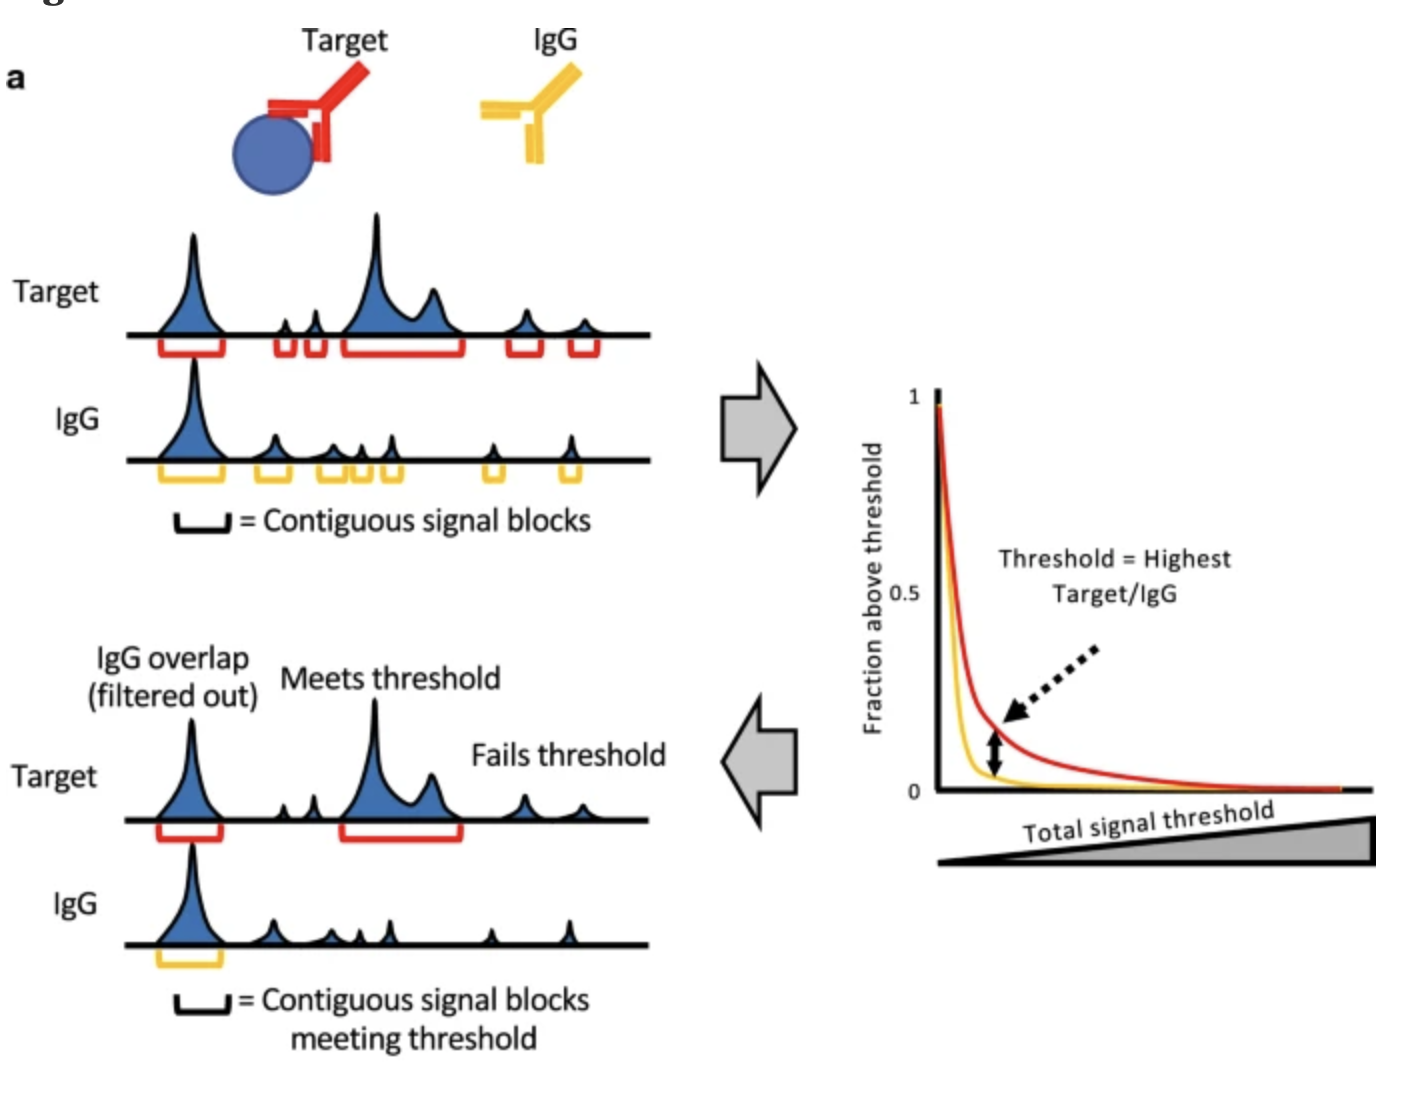 a
Target
IgG
Target
IgG
= Contiguous signal blocks
1
0.5
0
Fraction above threshold
Threshold = Highest
Target/IgG
Total signal threshold
IgG overlap
(filtered out)
Meets threshold
Fails threshold
Target
IgG
= Contiguous signal blocks
meeting threshold